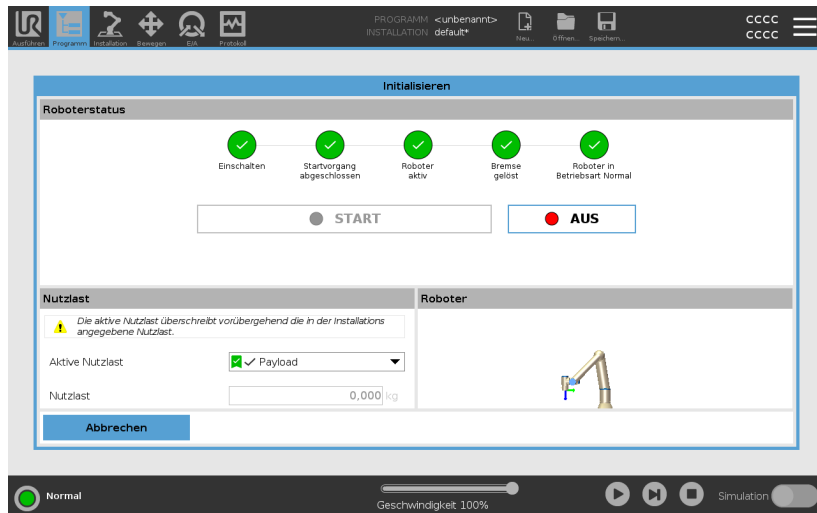 UR
PROGRAMM <unbenannt>
INSTALLATION default*
Ausführen
Programm
Installation
Bewegen
E/A
Protokoll
Neu...
Öffnen...
Speichern...
cccc
cccc
Initialisieren
Roboterstatus
Einschalten
Startvorgang
abgeschlossen
Roboter
aktiv
Bremse
gelöst
Roboter in
Betriebsart Normal
START
AUS
Nutzlast
Die aktive Nutzlast überschreibt vorübergehend die in der Installations
angegebene Nutzlast.
Aktive Nutzlast
Payload
Nutzlast
0,000 kg
Roboter
Abbrechen
Normal
Geschwindigkeit 100%
Simulation